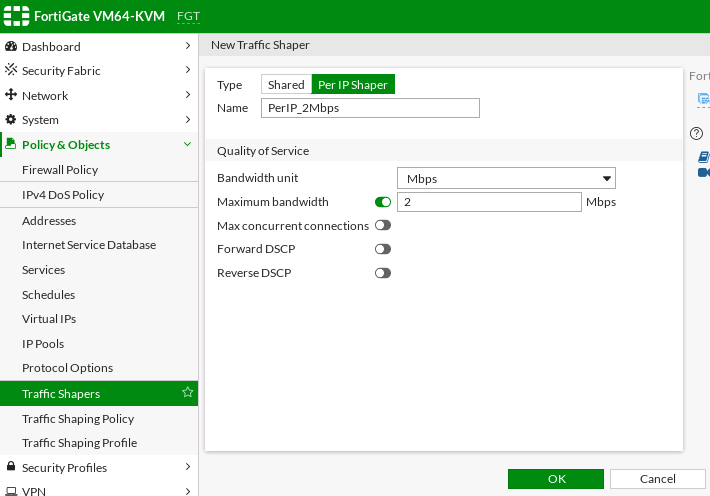 FortiGate VM64-KVM FGT
Dashboard
Security Fabric
Network
System
Policy & Objects
Firewall Policy
IPv4 DoS Policy
Addresses
Internet Service Database
Services
Schedules
Virtual IPs
IP Pools
Protocol Options
Traffic Shapers
Traffic Shaping Policy
Traffic Shaping Profile
Security Profiles
VPN
New Traffic Shaper
Type Shared Per IP Shaper
Name PerIP_2Mbps
Quality of Service
Bandwidth unit Mbps
Maximum bandwidth 2 Mbps
Max concurrent connections
Forward DSCP
Reverse DSCP
OK Cancel
Fort